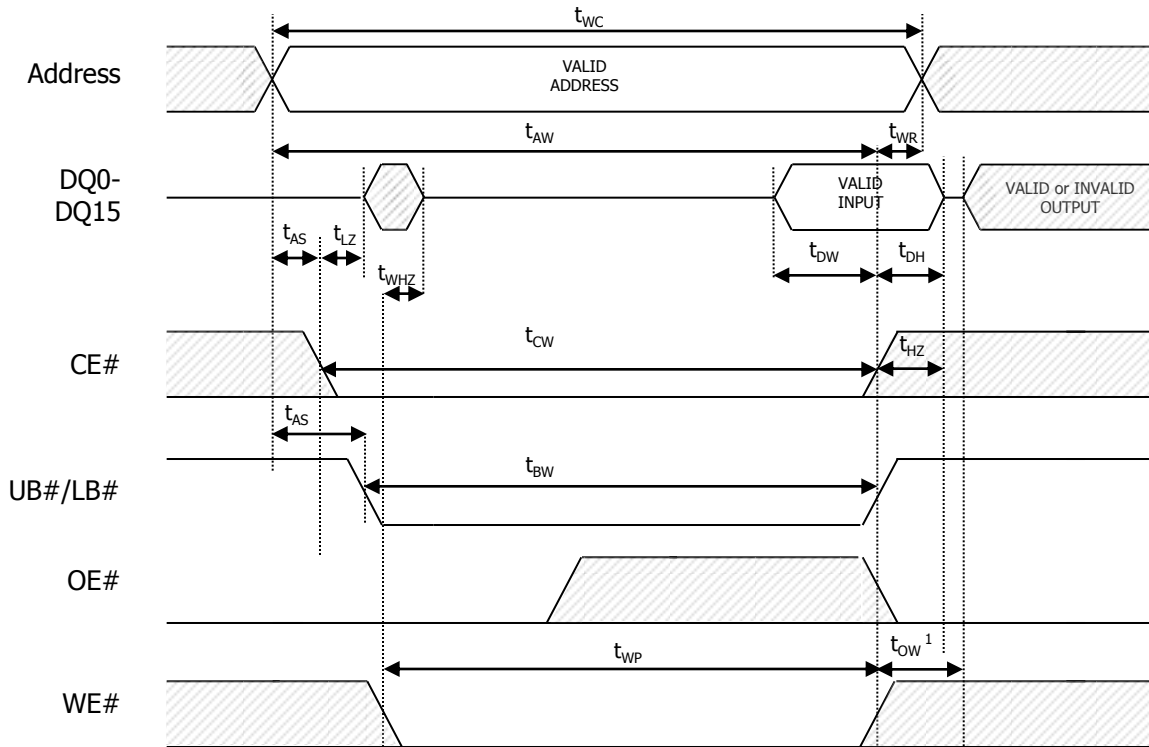 tWC
Address
VALID
ADDRESS
tAW
tWR
DQ0-
DQ15
VALID
INPUT
VALID or INVALID
OUTPUT
tAS
tLZ
tWHZ
tDW
tDH
CE#
tCW
tHZ
tAS
UB#/LB#
tBW
OE#
tWP
tOW 1
WE#